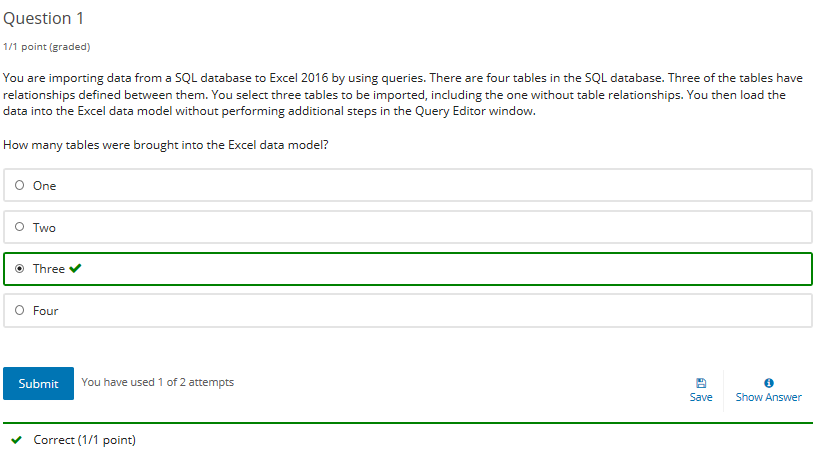 Question 1
1/1 point (graded)
You are importing data from a SQL database to Excel 2016 by using queries. There are four tables in the SQL database. Three of the tables have
relationships defined between them. You select three tables to be imported, including the one without table relationships. You then load the
data into the Excel data model without performing additional steps in the Query Editor window.
How many tables were brought into the Excel data model?
One
Two
Three
Four
Submit You have used 1 of 2 attempts
Save Show Answer
Correct (1/1 point)